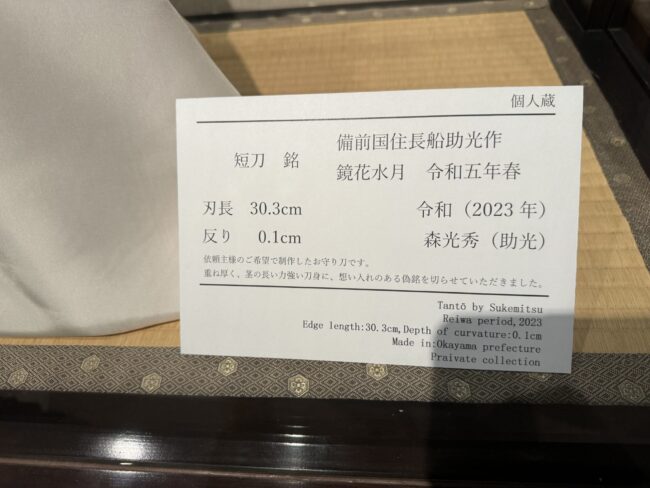 個人蔵
備前国住長船助光作
短刀 銘
鏡花水月 令和五年春
刃長 30.3cm 令和（2023 年）
反り 0.1cm 森光秀（助光）
依頼主様のご希望で制作したお守り刀です。
重ね厚く、茎の長い力強い刀身に、想い入れのある偽銘を切らせていただきました。
Tantō by Sukemitsu
Reiwa period,2023
Edge length:30.3cm,Depth of curvature:0.1cm
Made in:Okayama prefecture
Praivate collection